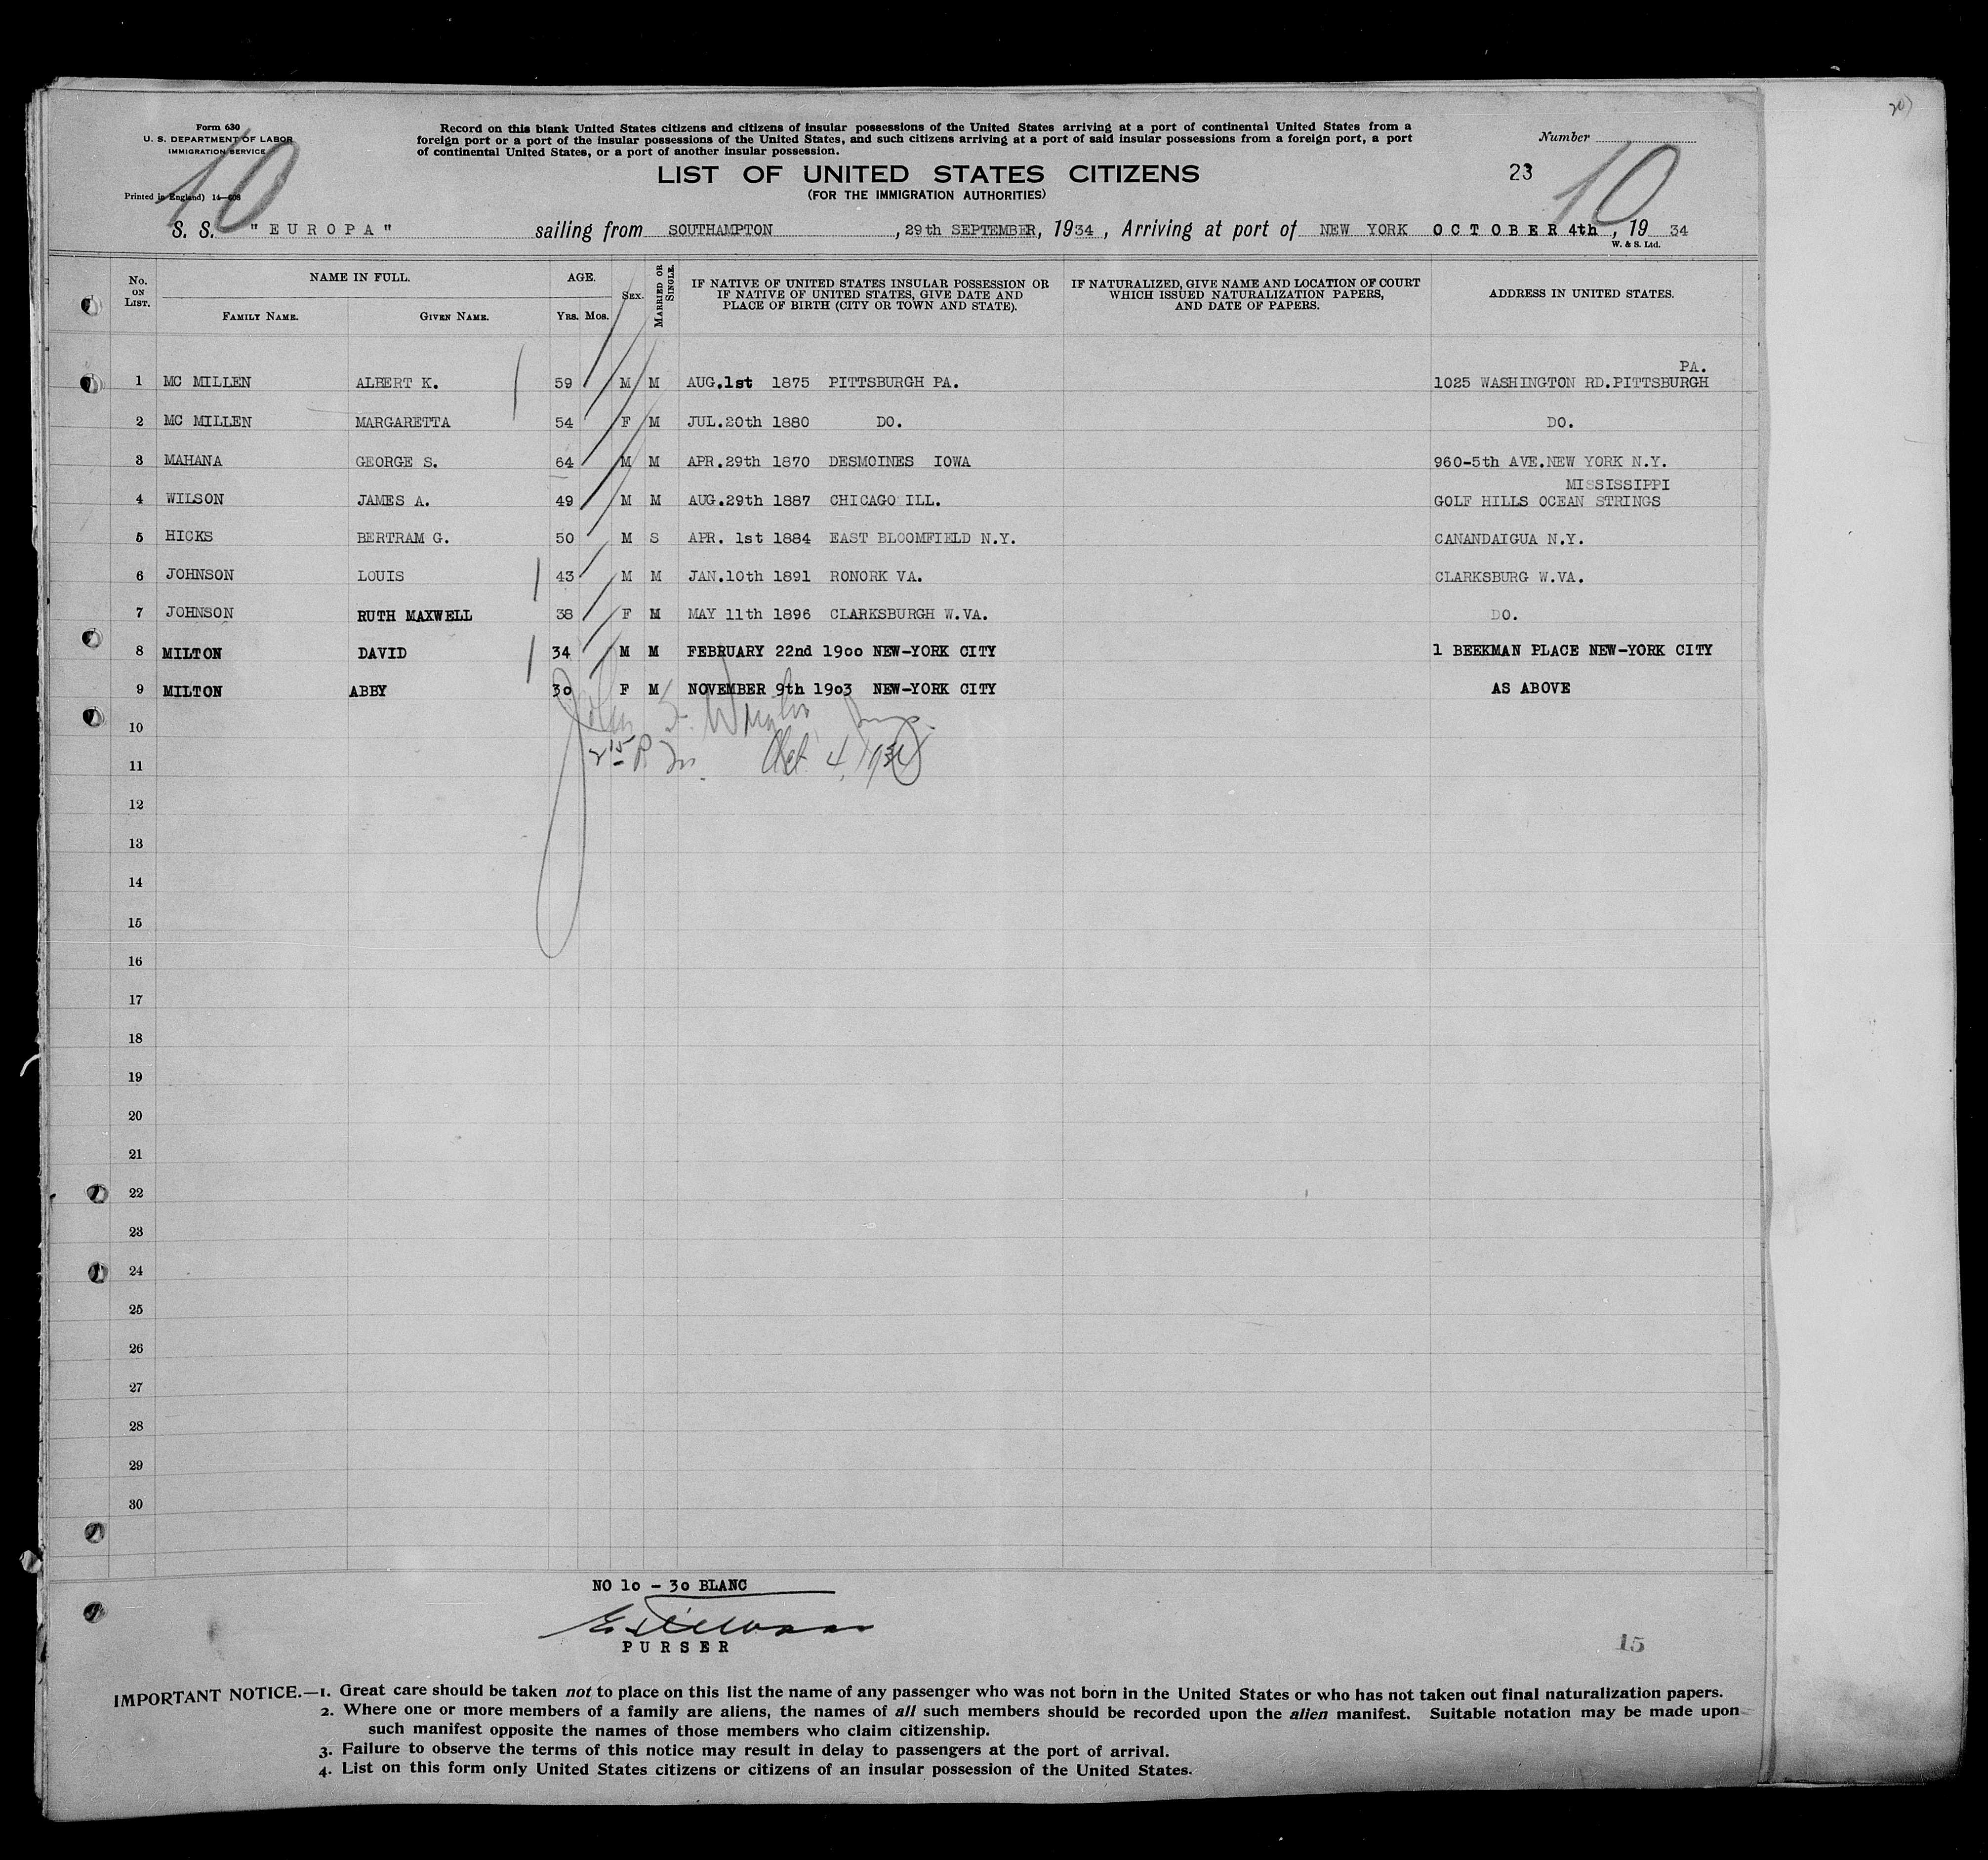 20)
Form 630
U. S. DEPARTMENT OF LABOR
IMMIGRATION SERVICE
Printed in England) 14—608
10
Record on this blank United States citizens and citizens of insular possessions of the United States arriving at a port of continental United States from a
foreign port or a port of the insular possessions of the United States, and such citizens arriving at a port of said insular possessions from a foreign port, a port
of continental United States, or a port of another insular possession.
Number
10
LIST OF UNITED STATES CITIZENS
(FOR THE IMMIGRATION AUTHORITIES)
23
S. S. "EUROPA" sailing from SOUTHAMPTON, 29th SEPTEMBER, 1934, Arriving at port of NEW YORK OCTOBER 4th, 19 34
W. & S. Ltd.
No. ON LIST. NAME IN FULL. AGE. SEX. MARRIED OR SINGLE. IF NATIVE OF UNITED STATES INSULAR POSSESSION OR IF NATIVE OF UNITED STATES, GIVE DATE AND PLACE OF BIRTH (CITY OR TOWN AND STATE). IF NATURALIZED, GIVE NAME AND LOCATION OF COURT WHICH ISSUED NATURALIZATION PAPERS, AND DATE OF PAPERS. ADDRESS IN UNITED STATES.
FAMILY NAME. GIVEN NAME. YRS. MOS.
PA.
1 MC MILLEN ALBERT K. 59 M M AUG.1st 1875 PITTSBURGH PA. 1025 WASHINGTON RD.PITTSBURGH
2 MC MILLEN MARGARETTA 54 F M JUL.20th 1880 DO. DO.
3 MAHANA GEORGE S. 64 M M APR.29th 1870 DESMOINES IOWA 960-5th AVE.NEW YORK N.Y.
MISSISSIPPI
4 WILSON JAMES A. 49 M M AUG.29th 1887 CHICAGO ILL. GOLF HILLS OCEAN STRINGS
5 HICKS BERTRAM G. 50 M S APR. 1st 1884 EAST BLOOMFIELD N.Y. CANANDAIGUA N.Y.
6 JOHNSON LOUIS 43 M M JAN.10th 1891 RONORK VA. CLARKSBURG W.VA.
7 JOHNSON RUTH MAXWELL 38 F M MAY 11th 1896 CLARKSBURGH W.VA. DO.
8 MILTON DAVID 34 M M FEBRUARY 22nd 1900 NEW-YORK CITY 1 BEEKMAN PLACE NEW-YORK CITY
9 MILTON ABBY 30 F M NOVEMBER 9th 1903 NEW-YORK CITY AS ABOVE
10
11 Oct 4, 1934
12
13
14
15
16
17
18
19
20
21
22
23
24
25
26
27
28
29
30
NO 10 - 30 BLANC
PURSER
15
IMPORTANT NOTICE.—1. Great care should be taken not to place on this list the name of any passenger who was not born in the United States or who has not taken out final naturalization papers.
2. Where one or more members of a family are aliens, the names of all such members should be recorded upon the alien manifest. Suitable notation may be made upon
such manifest opposite the names of those members who claim citizenship.
3. Failure to observe the terms of this notice may result in delay to passengers at the port of arrival.
4. List on this form only United States citizens or citizens of an insular possession of the United States.